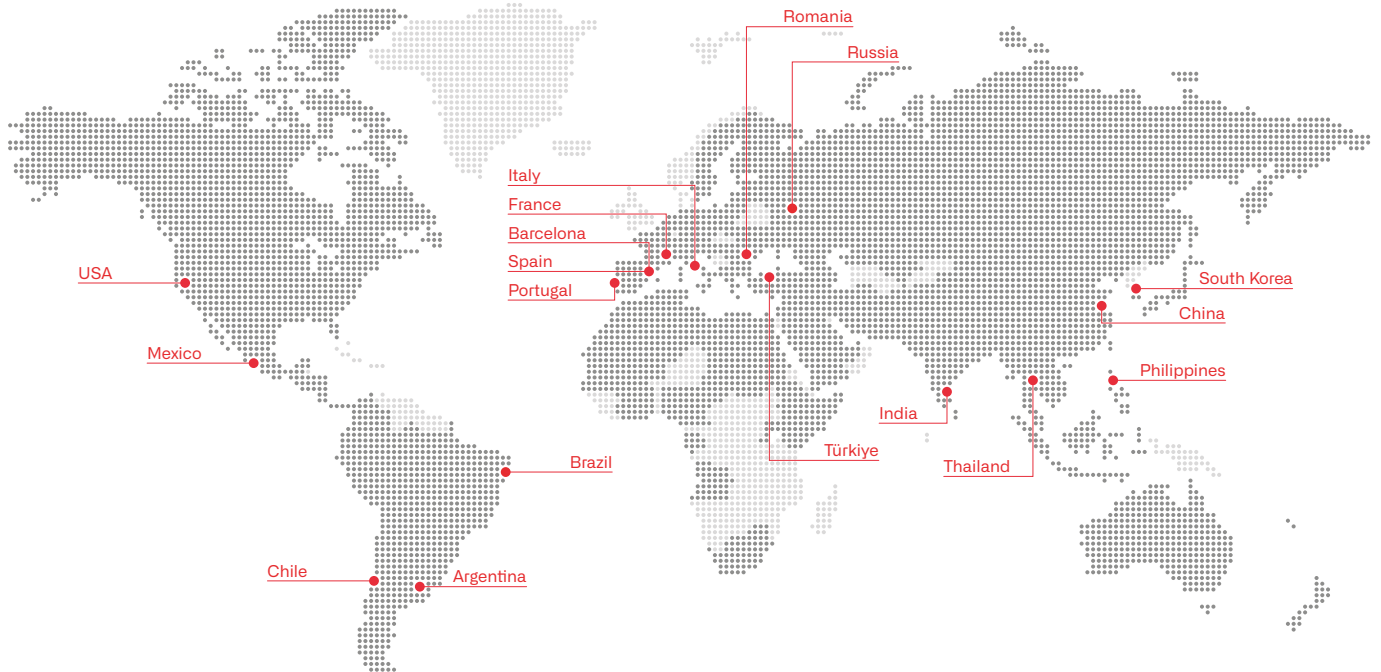 Romania
Russia
Italy
France
Barcelona
Spain
Portugal
USA
South Korea
China
Mexico
Philippines
India
Türkiye
Brazil
Thailand
Chile
Argentina